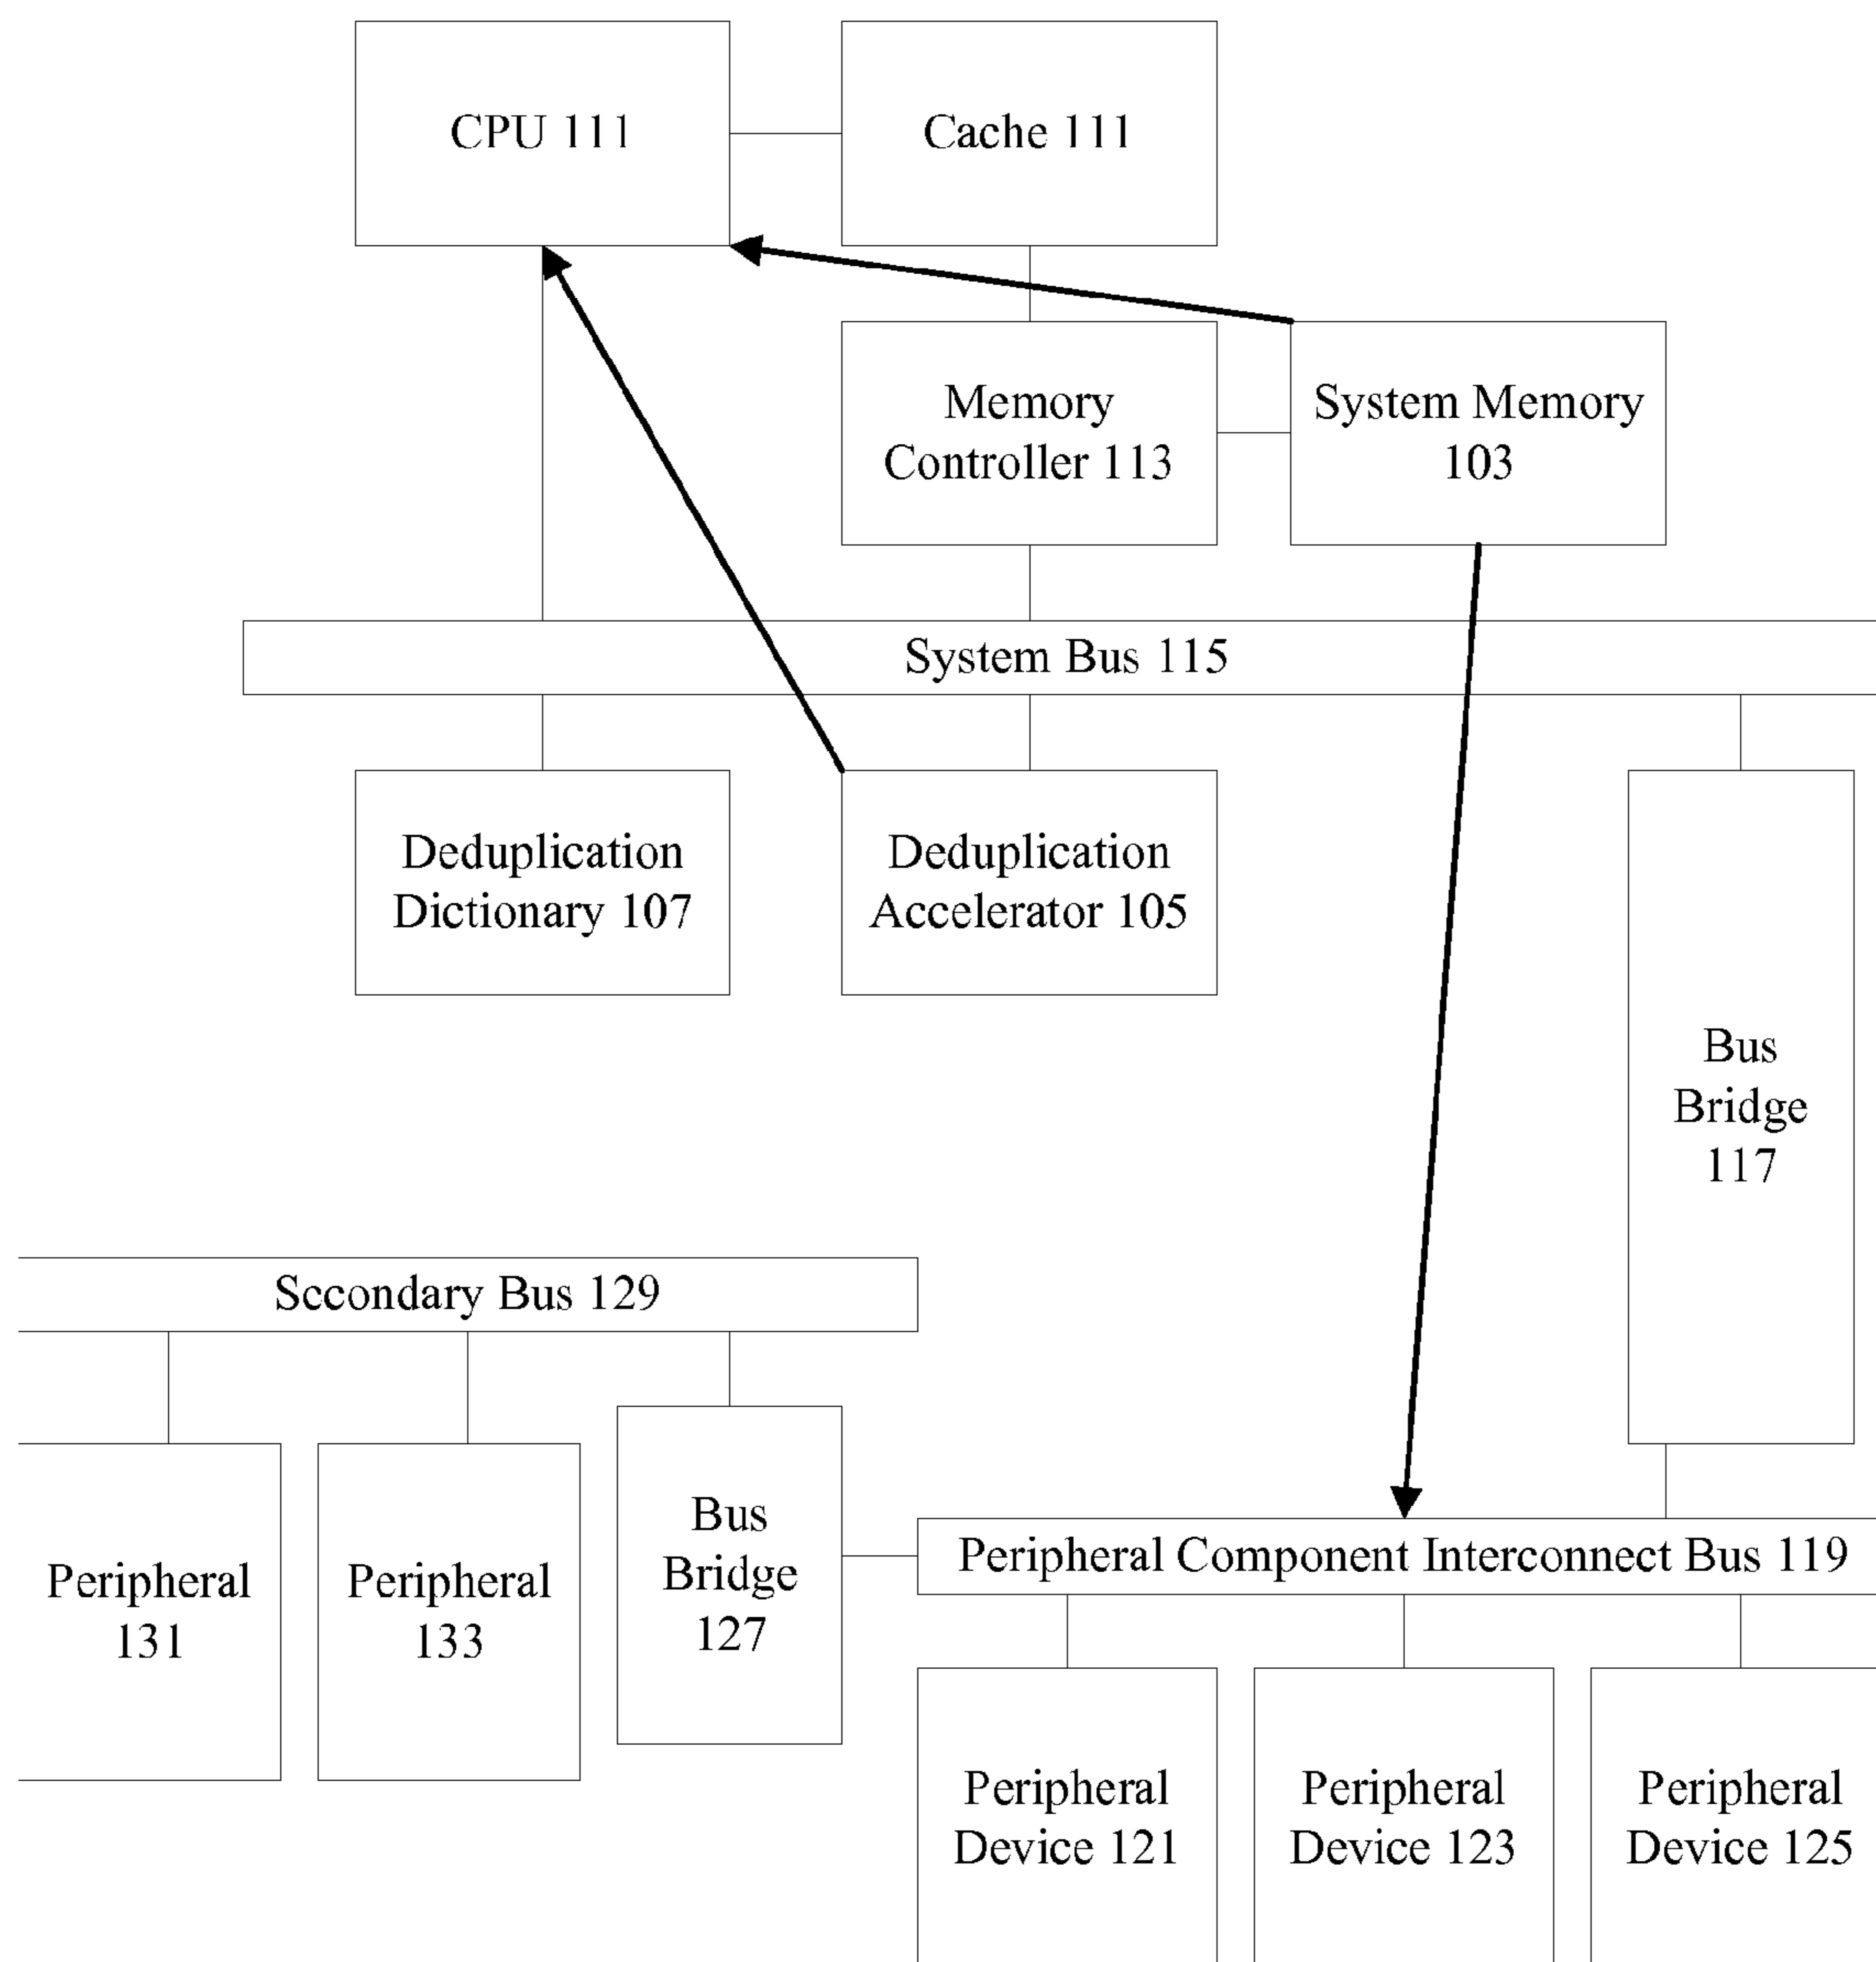 CPU 111
Cache 111
Memory
Controller 113
System Memory
103
System Bus 115
Deduplication
Dictionary 107
Deduplication
Accelerator 105
Bus
Bridge
117
Secondary Bus 129
Peripheral
131
Peripheral
133
Bus
Bridge
127
Peripheral Component Interconnect Bus 119
Peripheral
Device 121
Peripheral
Device 123
Peripheral
Device 125